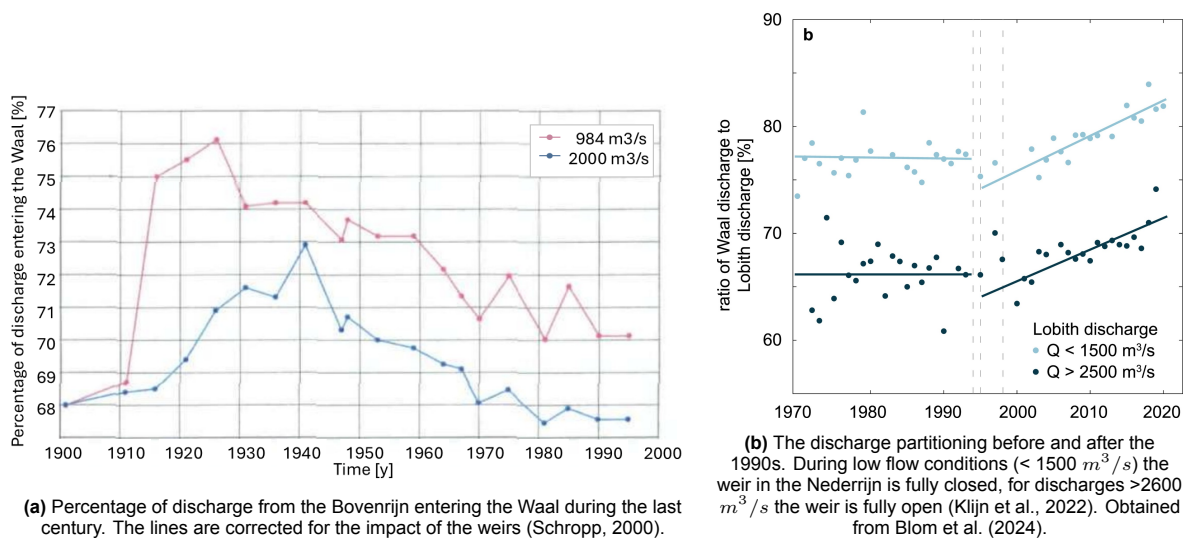 Percentage of discharge entering the Waal [%]
77
76
75
74
73
72
71
70
69
68
1900 1910 1920 1930 1940 1950 1960 1970 1980 1990 2000
Time [y]
984 m3/s
2000 m3/s
(a) Percentage of discharge from the Bovenrijn entering the Waal during the last
century. The lines are corrected for the impact of the weirs (Schropp, 2000).
b
ratio of Waal discharge to
Lobith discharge [%]
90
80
70
60
1970 1980 1990 2000 2010 2020
Lobith discharge
Q < 1500 m³/s
Q > 2500 m³/s
(b) The discharge partitioning before and after the
1990s. During low flow conditions (< 1500 m³/s) the
weir in the Nederrijn is fully closed, for discharges >2600
m³/s the weir is fully open (Klijn et al., 2022). Obtained
from Blom et al. (2024).